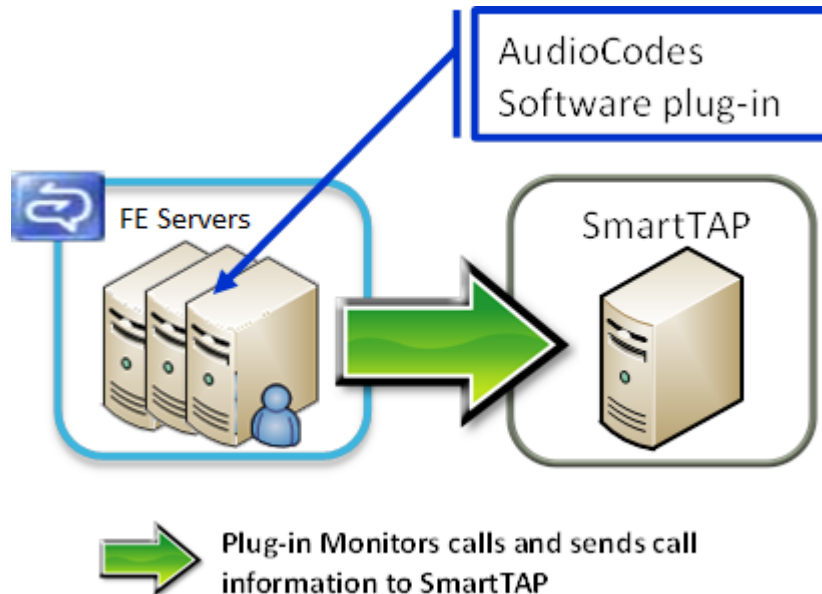 AudioCodes
Software plug-in
FE Servers
SmartTAP
Plug-in Monitors calls and sends call
information to SmartTAP